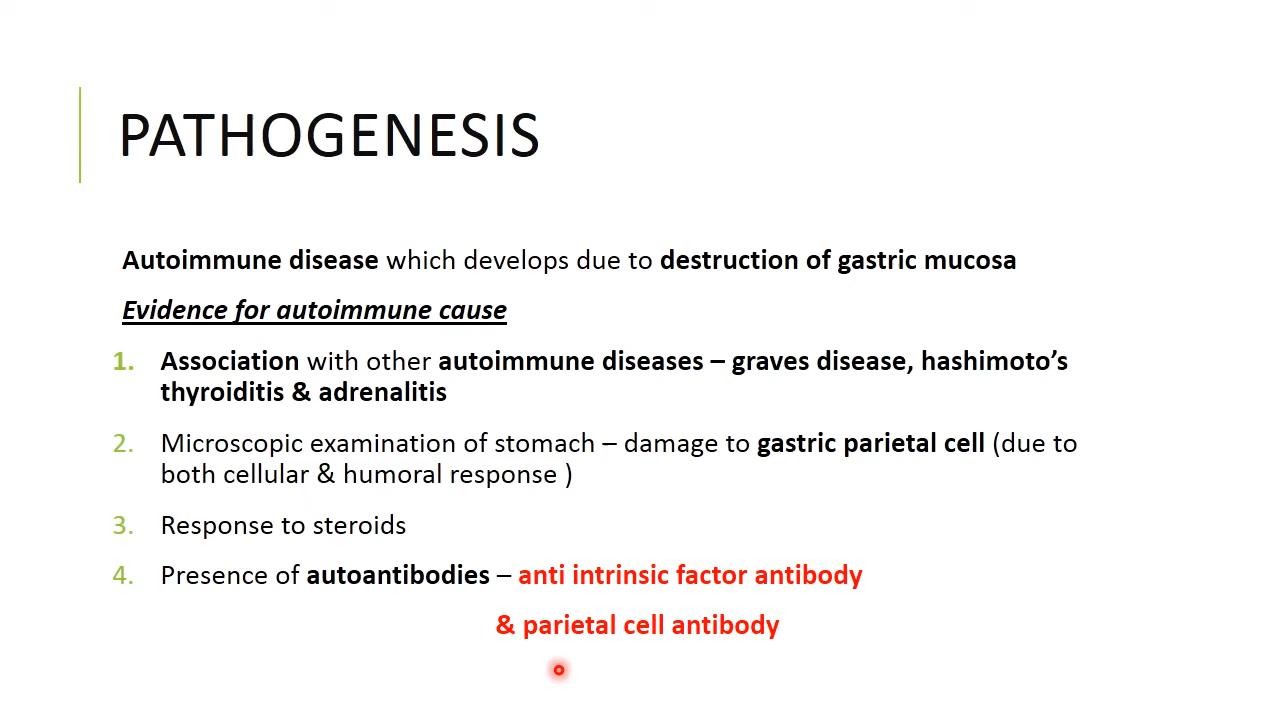 PATHOGENESIS
Autoimmune disease which develops due to destruction of gastric mucosa
Evidence for autoimmune cause
1. Association with other autoimmune diseases – graves disease, hashimoto’s
thyroiditis & adrenalitis
2. Microscopic examination of stomach – damage to gastric parietal cell (due to
both cellular & humoral response )
3. Response to steroids
4. Presence of autoantibodies – anti intrinsic factor antibody
& parietal cell antibody